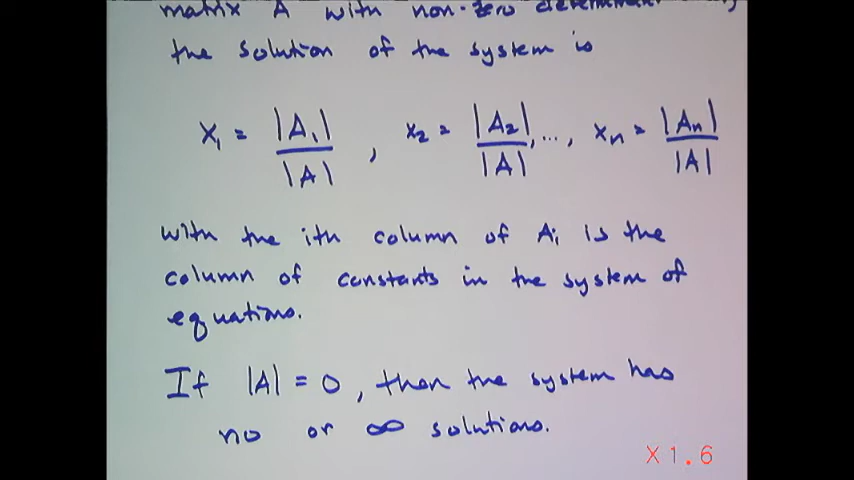 matrix A with non-zero determinant
the solution of the system is
x₁ = |A₁| / |A| , x₂ = |A₂| / |A| , ..., xₙ = |Aₙ| / |A|
with the ith column of Aᵢ is the
column of constants in the system of
equations.
If |A| = 0, then the system has
no or ∞ solutions.
X1.6